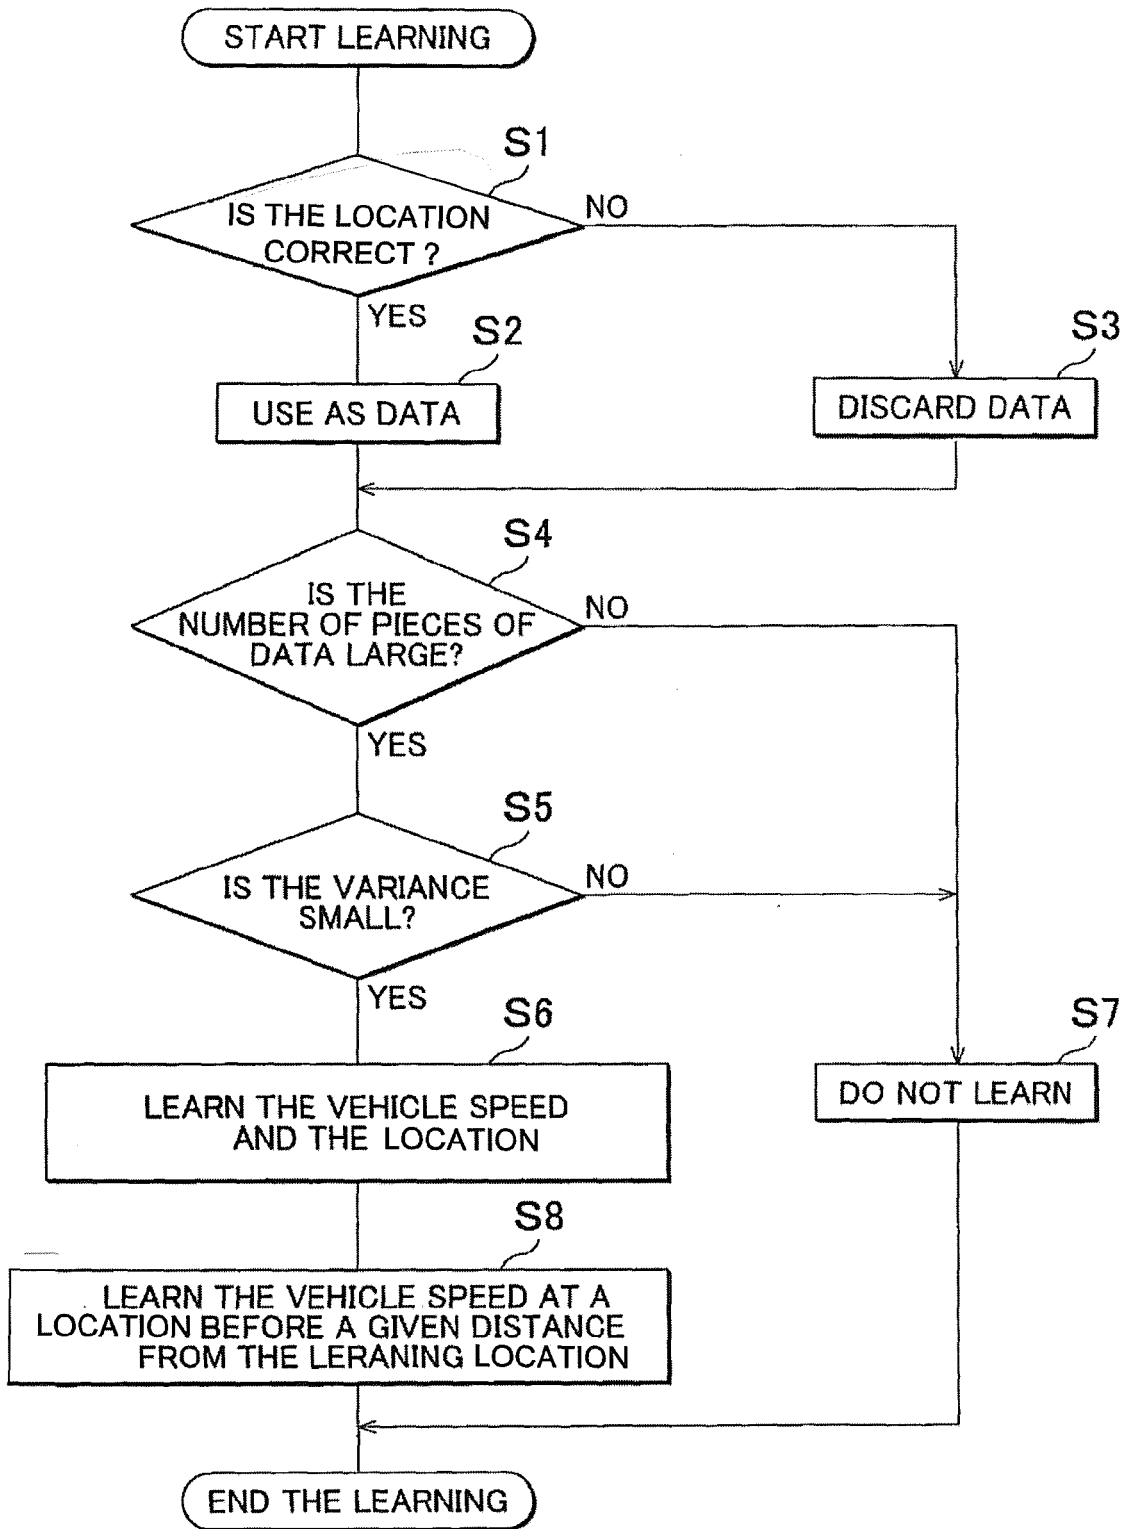 START LEARNING
S1
IS THE LOCATION
CORRECT ?
NO
YES
S2
USE AS DATA
S3
DISCARD DATA
S4
IS THE
NUMBER OF PIECES OF
DATA LARGE?
NO
YES
S5
IS THE VARIANCE
SMALL?
NO
YES
S6
LEARN THE VEHICLE SPEED
AND THE LOCATION
S7
DO NOT LEARN
S8
LEARN THE VEHICLE SPEED AT A
LOCATION BEFORE A GIVEN DISTANCE
FROM THE LERANING LOCATION
END THE LEARNING